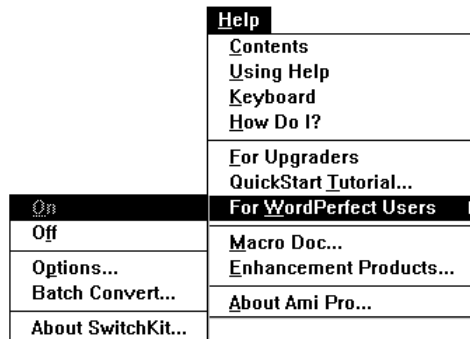 Help
Contents
Using Help
Keyboard
How Do I?
For Upgraders
QuickStart Tutorial...
For WordPerfect Users
Macro Doc...
Enhancement Products...
About Ami Pro...
On
Off
Options...
Batch Convert...
About SwitchKit...